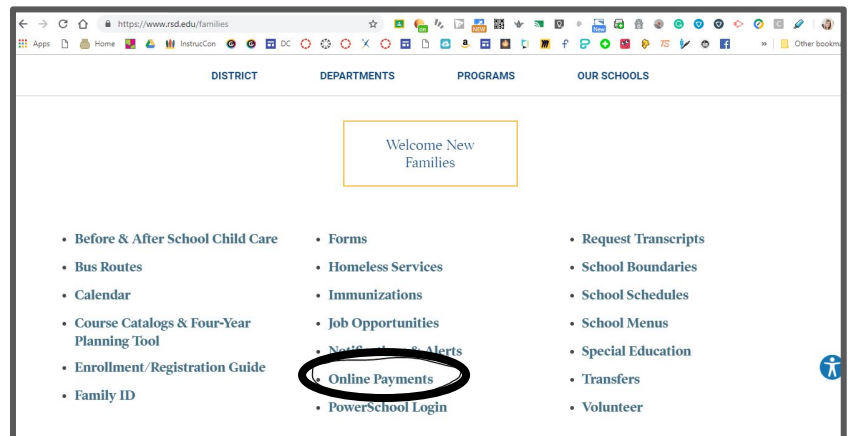 https://www.rsd.edu/families
Apps Home InstrucCon DC Other bookma
DISTRICT DEPARTMENTS PROGRAMS OUR SCHOOLS
Welcome New
Families
• Before & After School Child Care
• Bus Routes
• Calendar
• Course Catalogs & Four-Year
Planning Tool
• Enrollment/Registration Guide
• Family ID
• Forms
• Homeless Services
• Immunizations
• Job Opportunities
• Notifications & Alerts
• Online Payments
• PowerSchool Login
• Request Transcripts
• School Boundaries
• School Schedules
• School Menus
• Special Education
• Transfers
• Volunteer